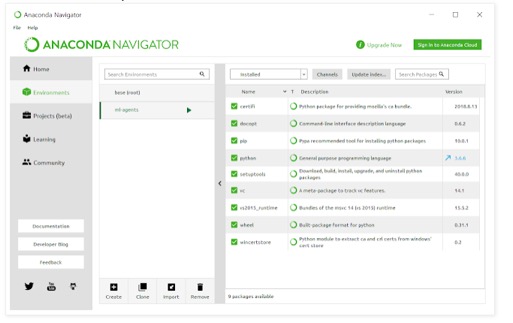 Anaconda Navigator
File Help
ANACONDA NAVIGATOR
Upgrade Now
Sign in to Anaconda Cloud
Home
Environments
Projects (beta)
Learning
Community
Documentation
Developer Blog
Feedback
Search Environments
base (root)
ml-agents
Create Clone Import Remove
Installed
Channels
Update index...
Search Packages
Name T Description Version
certifi Python package for providing mozilla's ca bundle. 2018.8.13
docopt Command-line interface description language 0.6.2
pip Pypa recommended tool for installing python packages 10.0.1
python General purpose programming language 3.6.6
setuptools Download, build, install, upgrade, and uninstall python
packages 40.0.0
vc A meta-package to track vc features. 14.1
vs2015_runtime Bundles of the msvc 14 (vs 2015) runtime 15.5.2
wheel Built-package format for python 0.31.1
wincertstore Python module to extract ca and crl certs from windows'
cert store 0.2
9 packages available